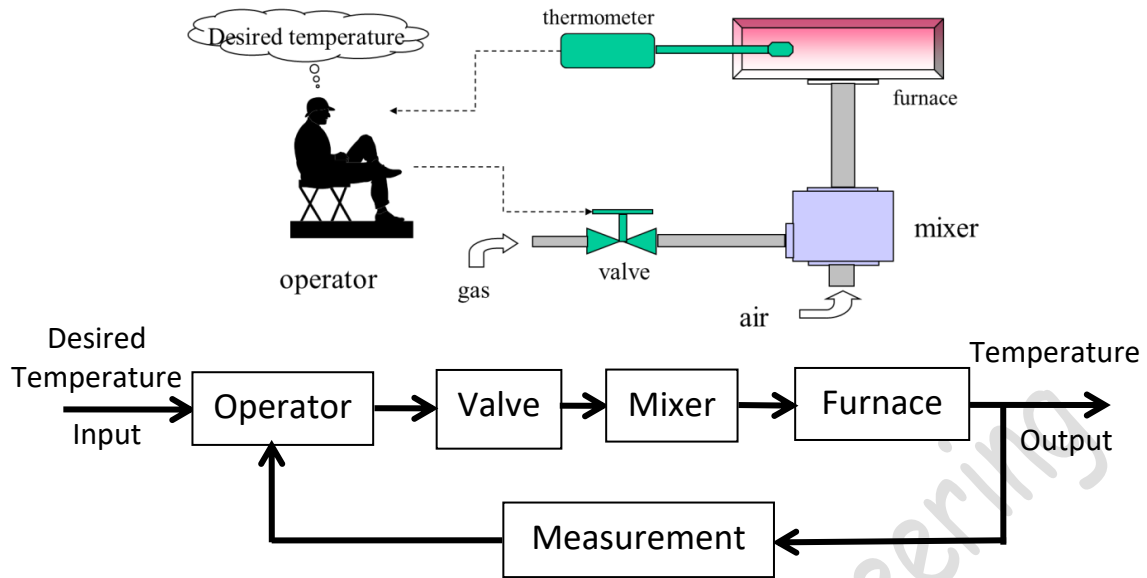 thermometer
Desired temperature
furnace
mixer
operator
valve
gas
air
Desired
Temperature
Input
Operator
Valve
Mixer
Furnace
Temperature
Output
Measurement